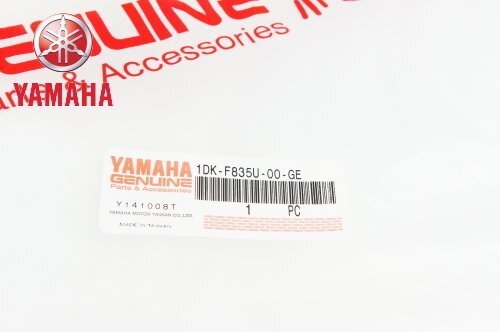 GENUINE
& Accessories
YAMAHA
YAMAHA
GENUINE
Parts & Accessories
1DK-F835U-00-GE
1 PC
Y141008T
YAMAHA MOTOR TAIWAN CO.,LTD.
MADE IN TAIWAN